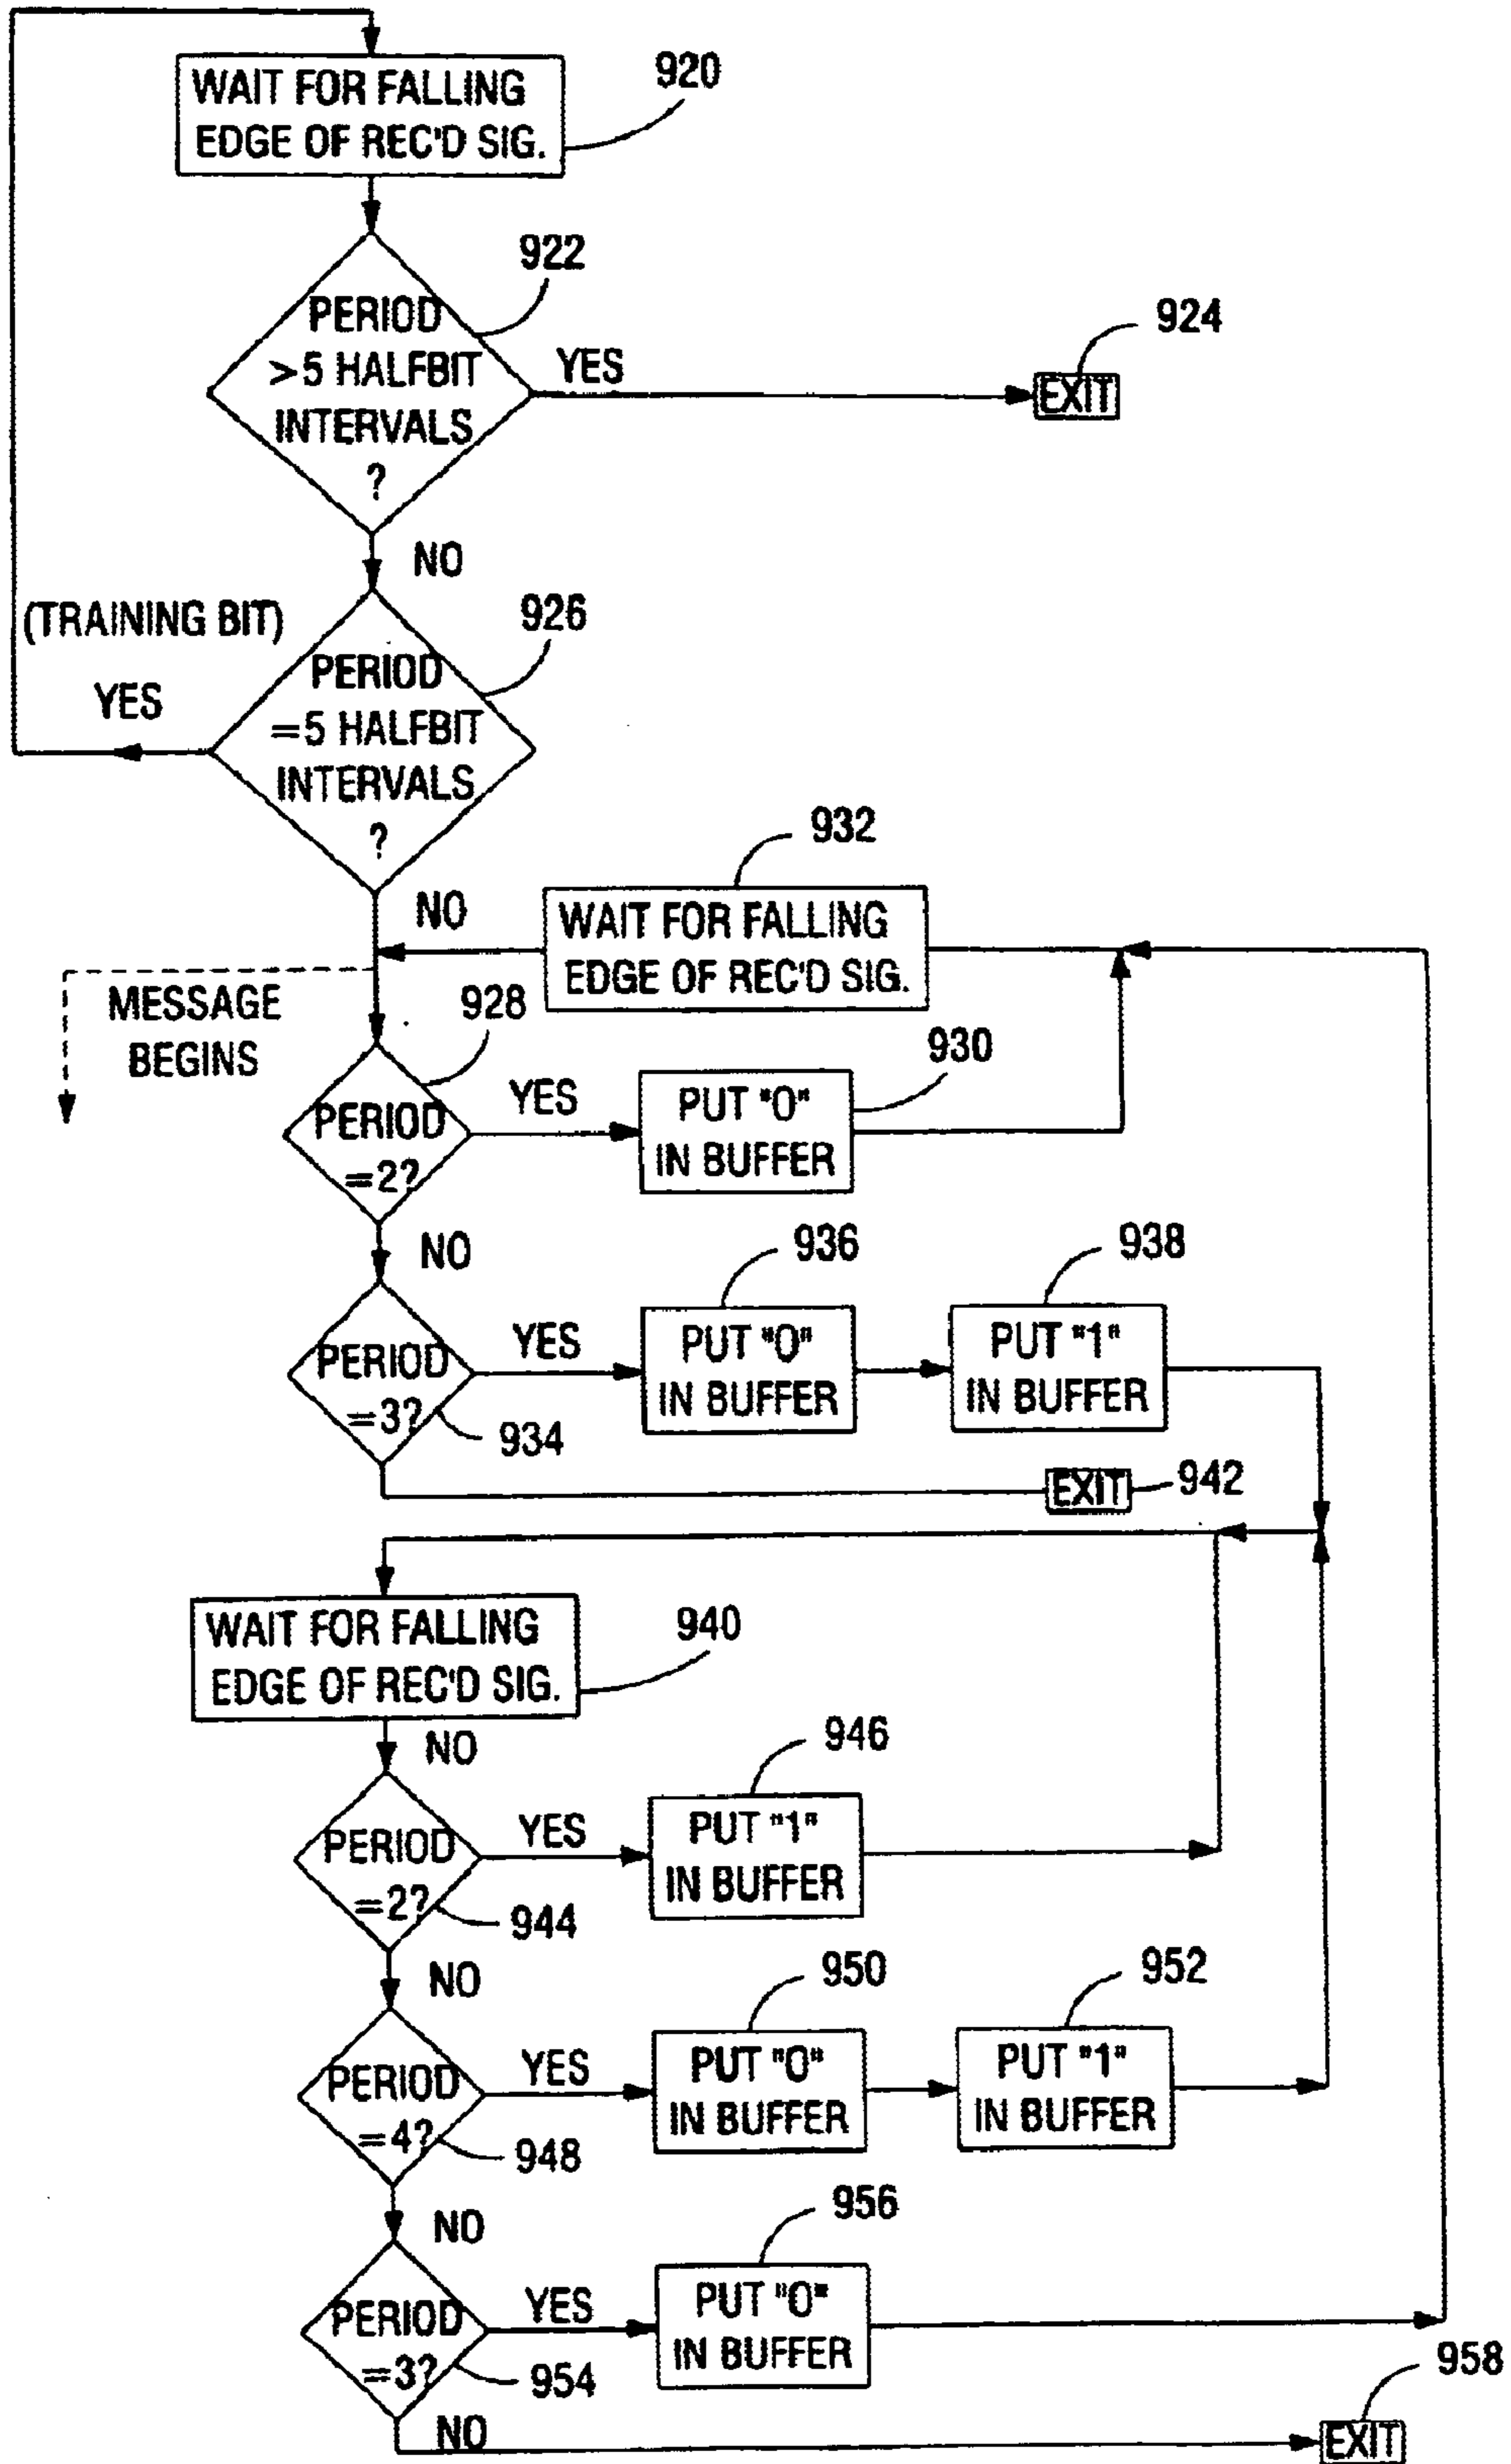 WAIT FOR FALLING
EDGE OF REC'D SIG.
920
PERIOD
>5 HALFBIT
INTERVALS
?
922
YES
EXIT
924
NO
(TRAINING BIT)
YES
PERIOD
=5 HALFBIT
INTERVALS
?
926
NO
WAIT FOR FALLING
EDGE OF REC'D SIG.
932
MESSAGE
BEGINS
PERIOD
=2?
928
YES
PUT "0"
IN BUFFER
930
NO
PERIOD
=3?
934
YES
PUT "0"
IN BUFFER
936
PUT "1"
IN BUFFER
938
EXIT
942
WAIT FOR FALLING
EDGE OF REC'D SIG.
940
NO
PERIOD
=2?
944
YES
PUT "1"
IN BUFFER
946
NO
PERIOD
=4?
948
YES
PUT "0"
IN BUFFER
950
PUT "1"
IN BUFFER
952
NO
PERIOD
=3?
954
YES
PUT "0"
IN BUFFER
956
NO
EXIT
958